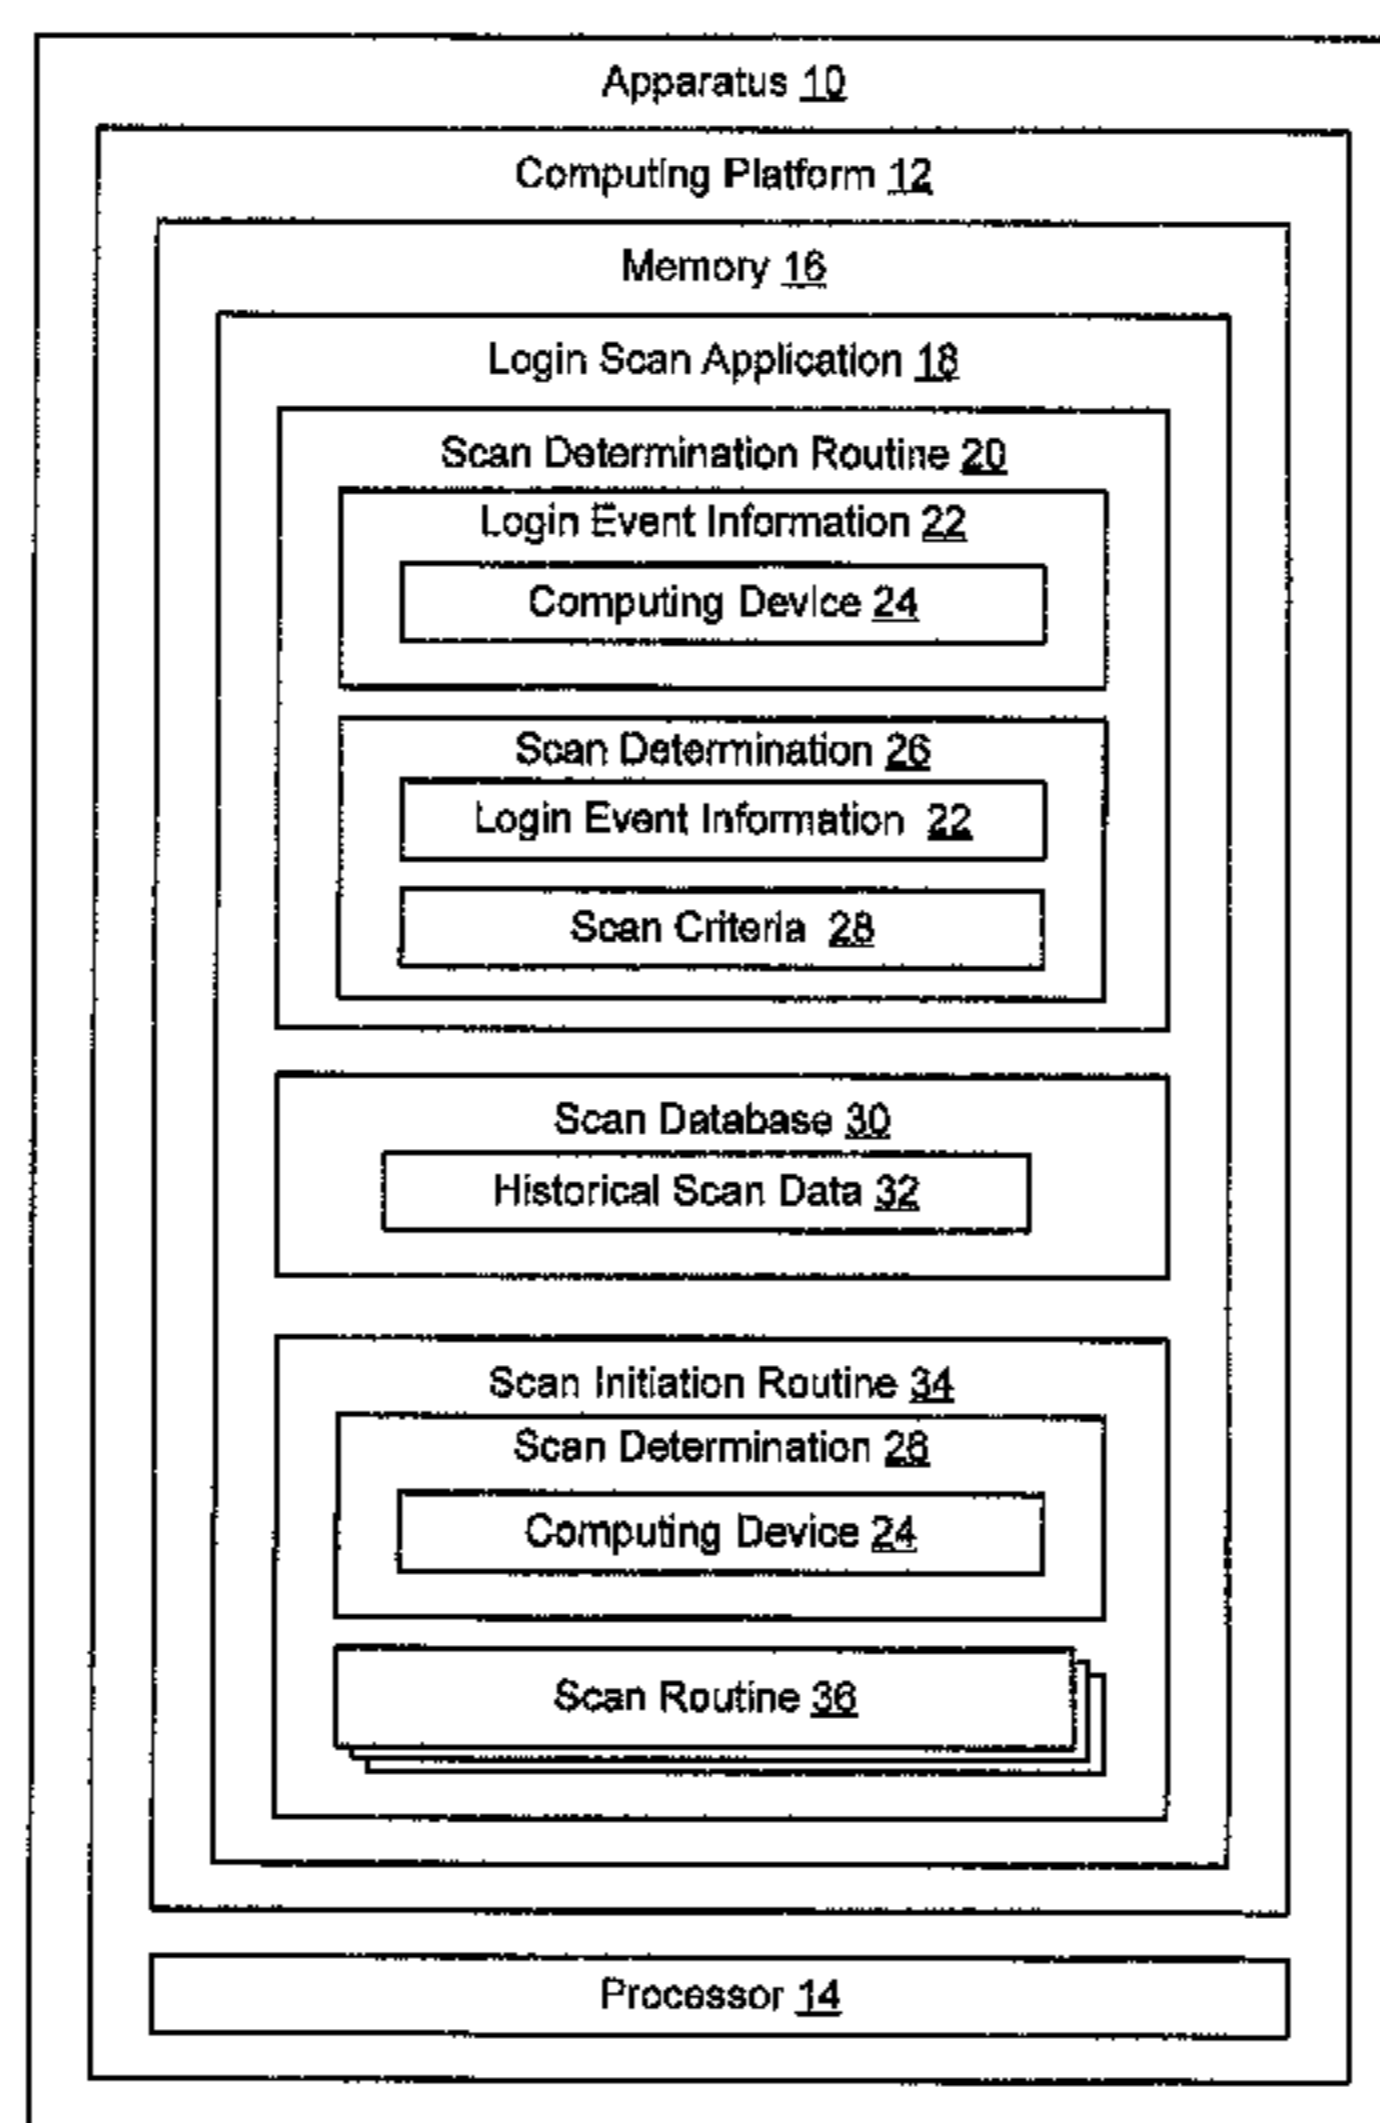 Apparatus 10
Computing Platform 12
Memory 16
Login Scan Application 18
Scan Determination Routine 20
Login Event Information 22
Computing Device 24
Scan Determination 26
Login Event Information 22
Scan Criteria 28
Scan Database 30
Historical Scan Data 32
Scan Initiation Routine 34
Scan Determination 26
Computing Device 24
Scan Routine 36
Processor 14